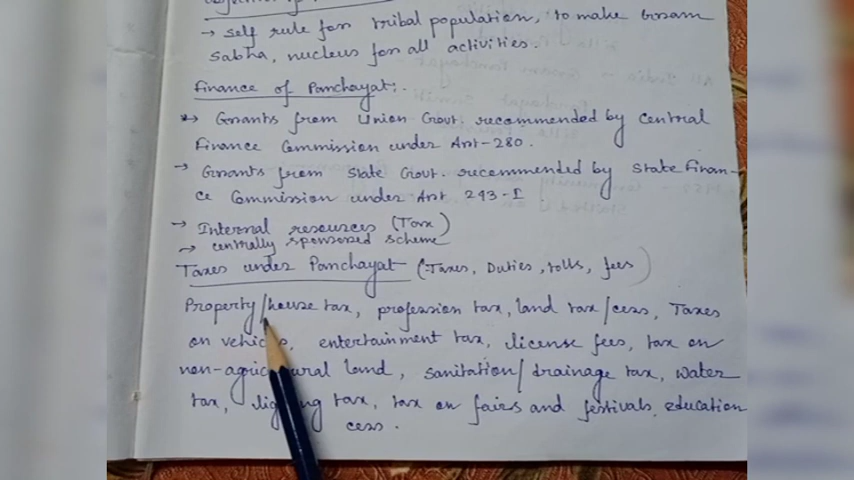 → self rule for tribal population, to make Gram
Sabha, nucleus for all activities.
Finance of Panchayat:.
→ Grants from Union Govt. recommended by Central
Finance Commission under Art-280.
→ Grants from State Govt. recommended by State Finan-
ce Commission under Art 243-I
→ Internal resources (Tax)
→ centrally sponsored scheme
Taxes under Panchayat (:Taxes, Duties, tolls, fees)
Property/house tax, profession tax, land tax/cess, Taxes
on entertainment tax, license fees, tax on
land, sanitation/drainage tax, water
tax, tax, tax on fairs and festivals, education
cess.